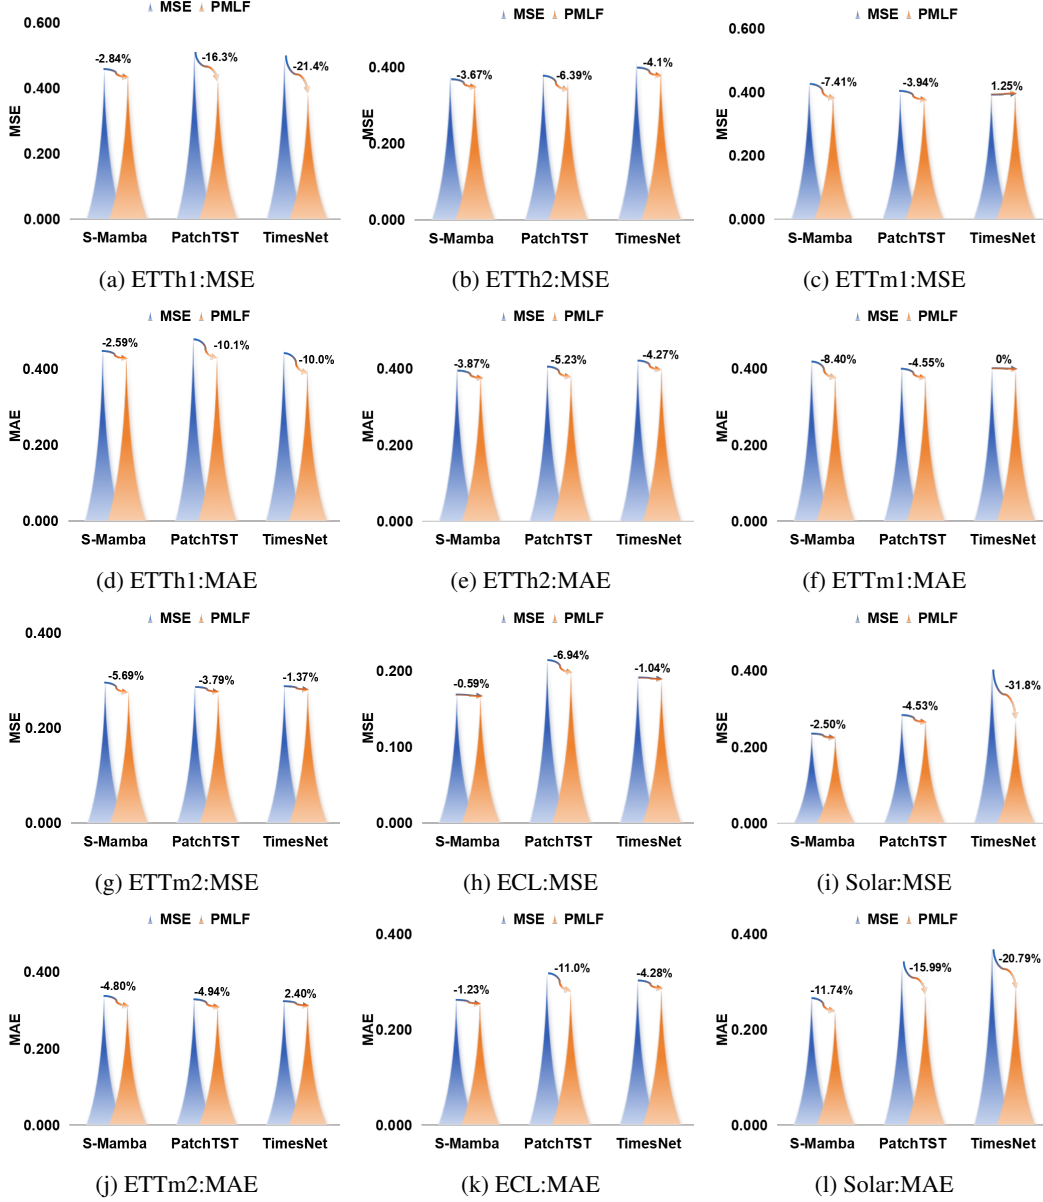 MSE PMLF
0.600
0.400
0.200
0.000
MSE
-2.84%
-16.3%
-21.4%
S-Mamba PatchTST TimesNet
(a) ETTh1:MSE
MSE PMLF
0.400
0.200
0.000
MSE
-3.67%
-6.39%
-4.1%
S-Mamba PatchTST TimesNet
(b) ETTh2:MSE
MSE PMLF
0.600
0.400
0.200
0.000
MSE
-7.41%
-3.94%
1.25%
S-Mamba PatchTST TimesNet
(c) ETTm1:MSE
MSE PMLF
0.400
0.200
0.000
MAE
-2.59%
-10.1%
-10.0%
S-Mamba PatchTST TimesNet
(d) ETTh1:MAE
MSE PMLF
0.400
0.200
0.000
MAE
-3.87%
-5.23%
-4.27%
S-Mamba PatchTST TimesNet
(e) ETTh2:MAE
MSE PMLF
0.400
0.200
0.000
MAE
-8.40%
-4.55%
0%
S-Mamba PatchTST TimesNet
(f) ETTm1:MAE
MSE PMLF
0.400
0.200
0.000
MSE
-5.69%
-3.79%
-1.37%
S-Mamba PatchTST TimesNet
(g) ETTm2:MSE
MSE PMLF
0.200
0.100
0.000
MSE
-0.59%
-6.94%
-1.04%
S-Mamba PatchTST TimesNet
(h) ECL:MSE
MSE PMLF
0.400
0.200
0.000
MSE
-2.50%
-4.53%
-31.8%
S-Mamba PatchTST TimesNet
(i) Solar:MSE
MSE PMLF
0.400
0.200
0.000
MAE
-4.80%
-4.94%
2.40%
S-Mamba PatchTST TimesNet
(j) ETTm2:MAE
MSE PMLF
0.400
0.200
0.000
MAE
-1.23%
-11.0%
-4.28%
S-Mamba PatchTST TimesNet
(k) ECL:MAE
MSE PMLF
0.400
0.200
0.000
MAE
-11.74%
-15.99%
-20.79%
S-Mamba PatchTST TimesNet
(l) Solar:MAE